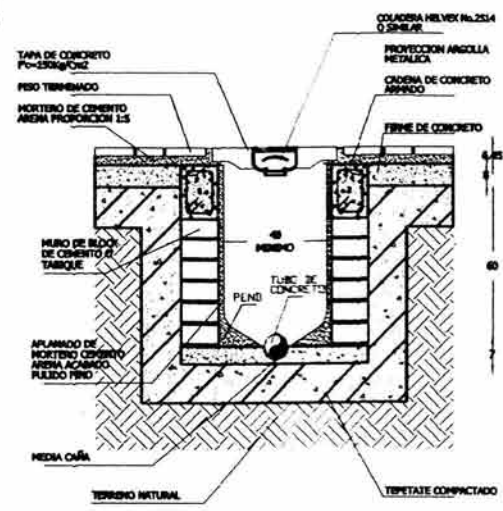 COLADERA HELVEX No.2514
O SIMILAR
TAPA DE CONCRETO
F'c=150Kg/Cm2
PROYECCION ARGOLLA
METALICA
PISO TERMINADO
CADENA DE CONCRETO
ARMADO
MORTERO DE CEMENTO
ARENA PROPORCION 1:5
FIRME DE CONCRETO
8
MURO DE BLOCK
DE CEMENTO O
TABIQUE
40
MINIMO
60
TUBO DE
CONCRETO
PEND.
APLANADO DE
MORTERO CEMENTO
ARENA ACABADO
PULIDO FINO
MEDIA CAÑA
TERRENO NATURAL
TEPETATE COMPACTADO